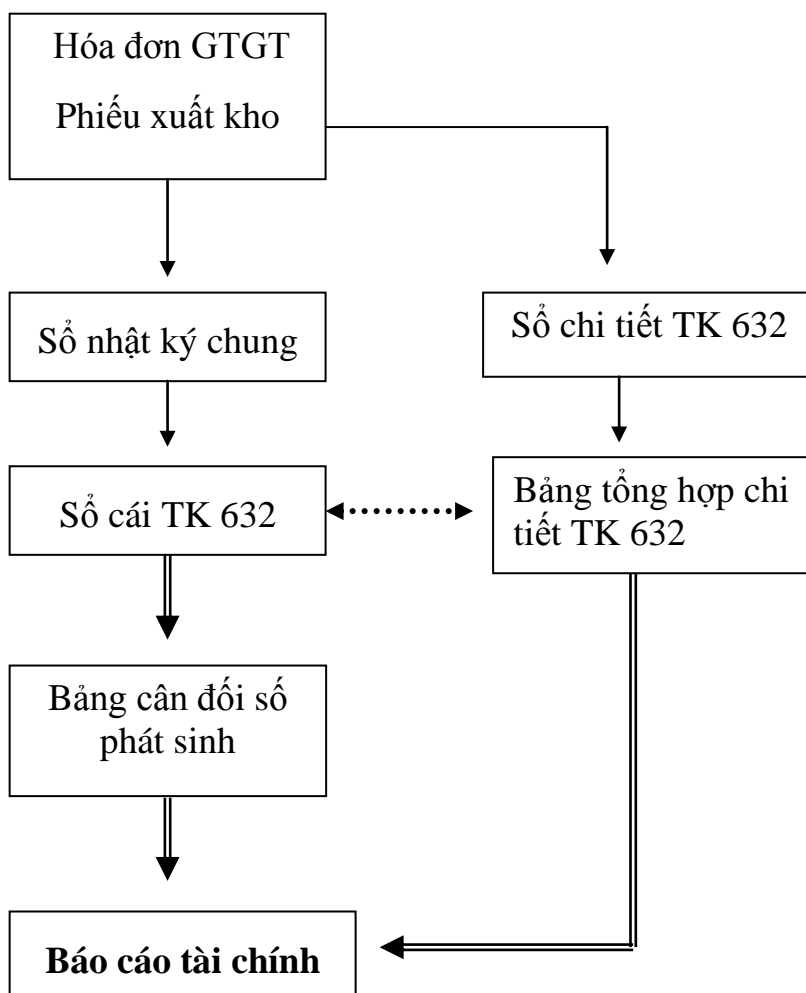 Hóa đơn GTGT
Phiếu xuất kho
Sổ nhật ký chung
Sổ chi tiết TK 632
Sổ cái TK 632
Bảng tổng hợp chi
tiết TK 632
Bảng cân đối số
phát sinh
Báo cáo tài chính